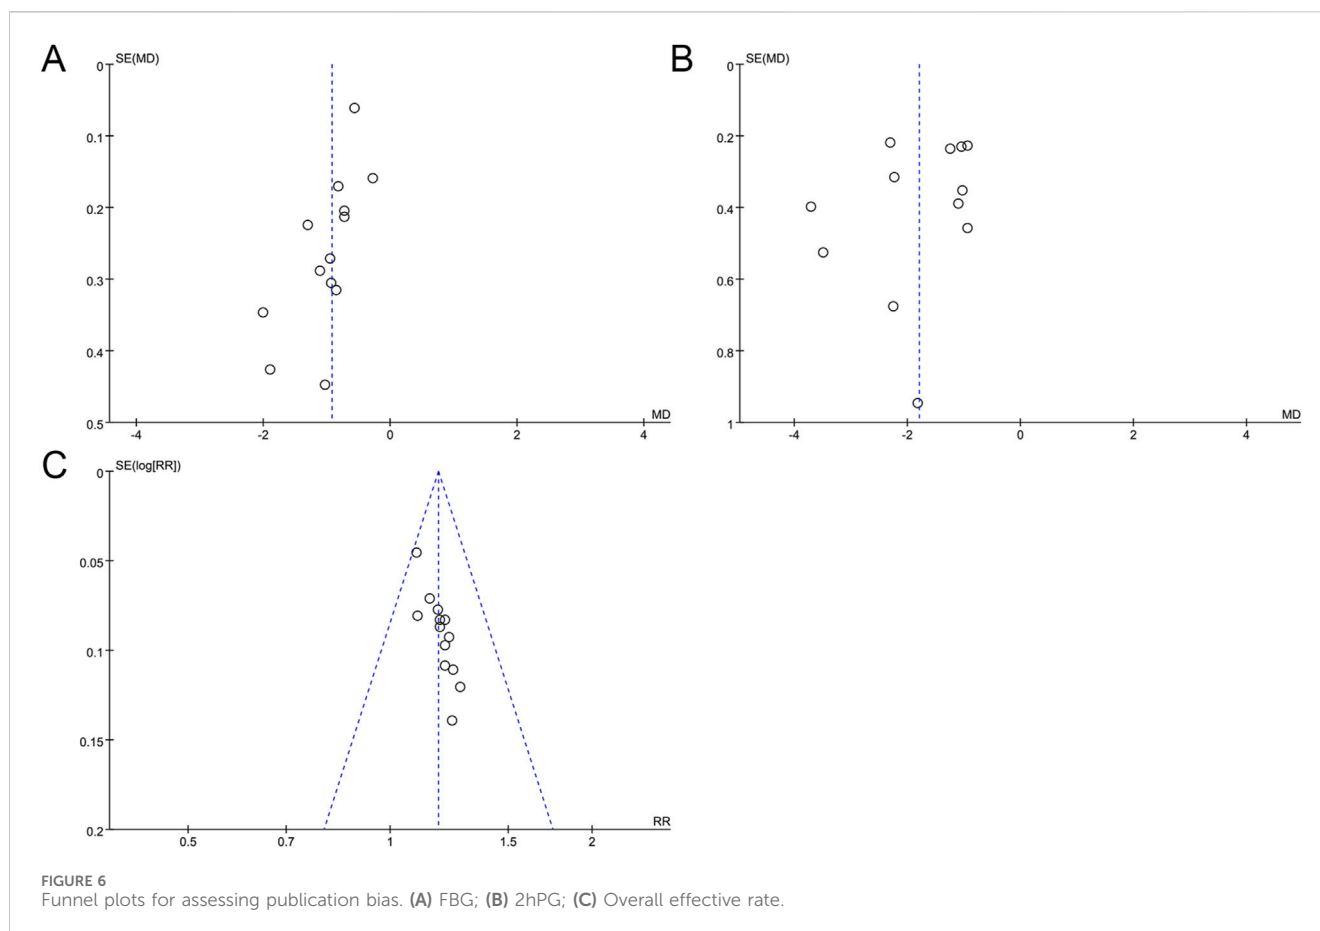 A
SE(MD)
0
0.1
0.2
0.3
0.4
0.5
-4
-2
0
2
4
MD
B
SE(MD)
0
0.2
0.4
0.6
0.8
1
-4
-2
0
2
4
MD
C
SE(log[RR])
0
0.05
0.1
0.15
0.2
0.5
0.7
1
1.5
2
RR
FIGURE 6
Funnel plots for assessing publication bias. (A) FBG; (B) 2hPG; (C) Overall effective rate.